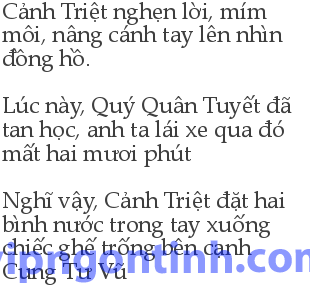 Cảnh Triệt nghẹn lời, mím
môi, nâng cánh tay lên nhìn
đồng hồ.
Lúc này, Quý Quân Tuyết đã
tan học, anh ta lái xe qua đó
mất hai mươi phút
Nghĩ vậy, Cảnh Triệt đặt hai
bình nước trong tay xuống
chiếc ghế trống bên cạnh
Cung Tư Vũ
vipngontinh.com